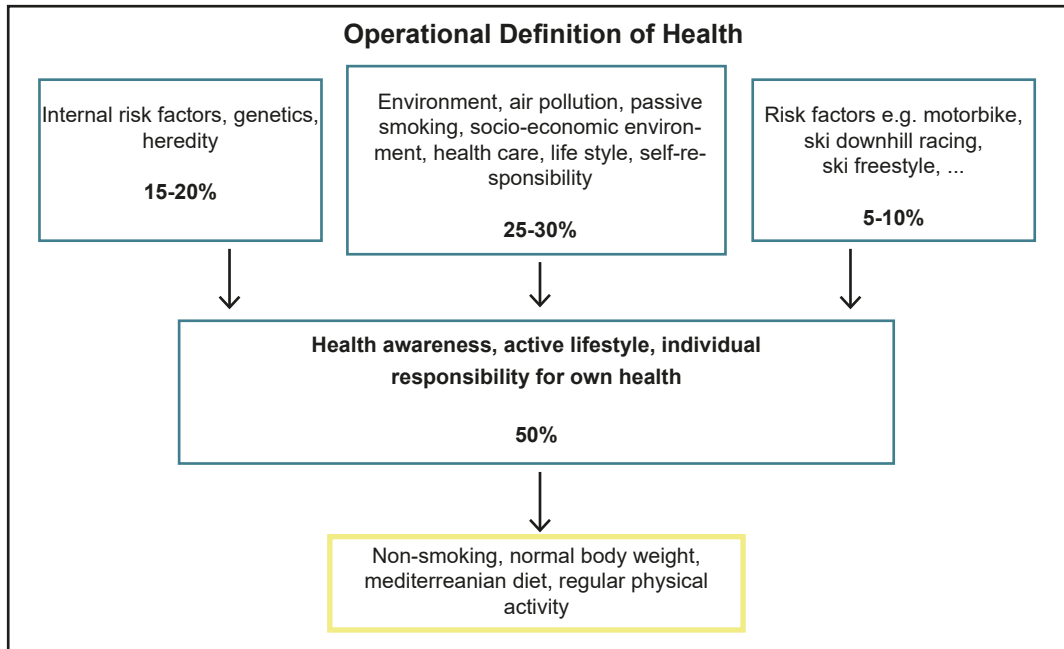 Operational Definition of Health
Internal risk factors, genetics,
heredity
15-20%
Environment, air pollution, passive
smoking, socio-economic environ-
ment, health care, life style, self-re-
sponsibility
25-30%
Risk factors e.g. motorbike,
ski downhill racing,
ski freestyle, ...
5-10%
Health awareness, active lifestyle, individual
responsibility for own health
50%
Non-smoking, normal body weight,
mediterreanian diet, regular physical
activity